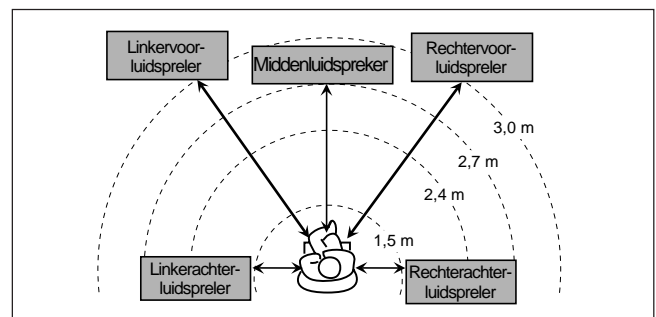 Linkervoor-
luidspreler
Middenluidspreker
Rechtervoor-
luidspreler
3,0 m
2,7 m
2,4 m
1,5 m
Linkerachter-
luidspreler
Rechterachter-
luidspreler